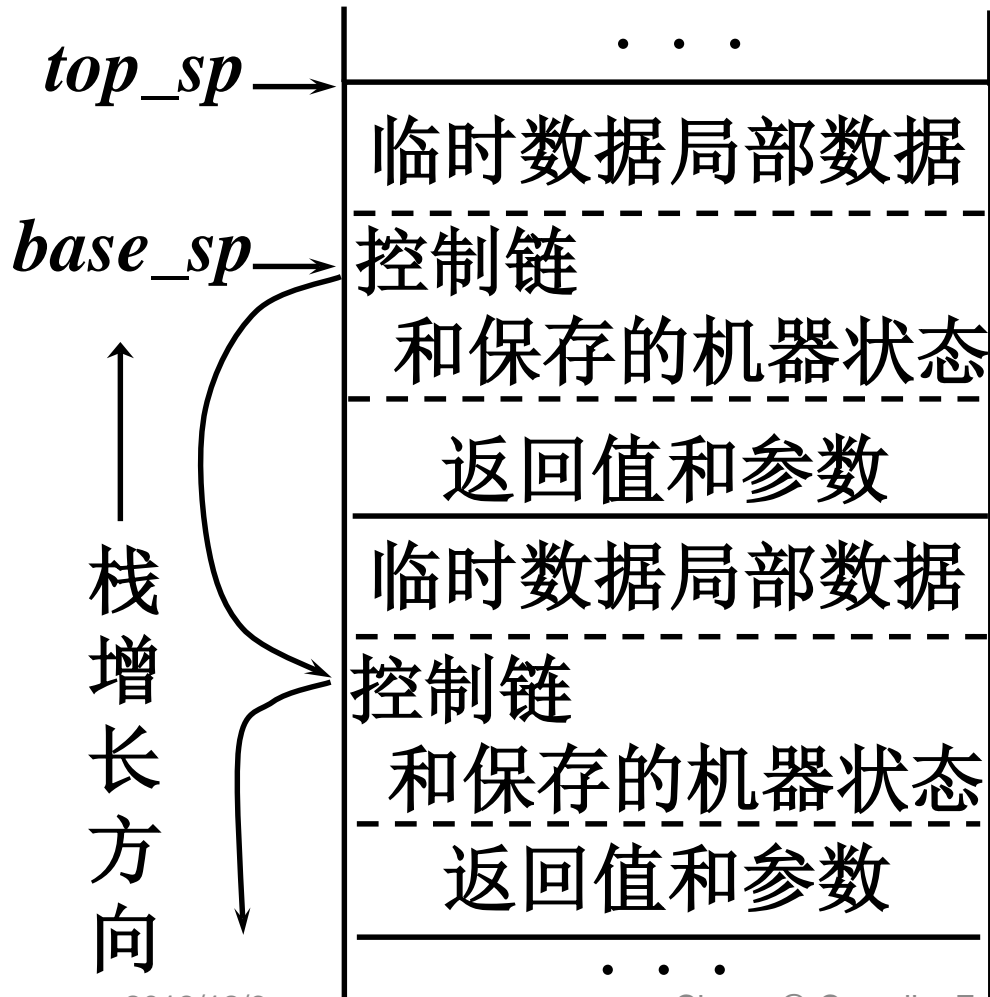 • • •
top_sp
临时数据局部数据
base_sp
控制链
和保存的机器状态
返回值和参数
临时数据局部数据
控制链
和保存的机器状态
返回值和参数
• • •
栈增长方向